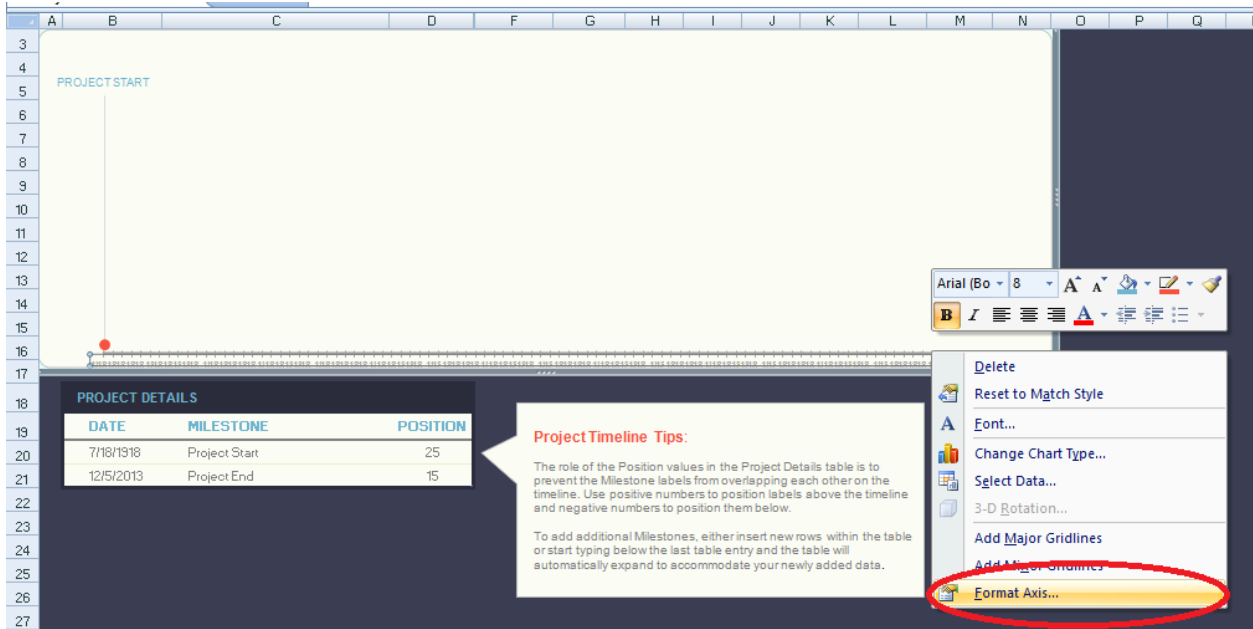 A B C D F G H I J K L M N O P Q
3
4
PROJECT START
5
6
7
8
9
10
11
12
13
Arial (Bo 8 A A
14
B I A
15
16
17
Delete
PROJECT DETAILS
18
Reset to Match Style
DATE MILESTONE POSITION
19
Font...
Project Timeline Tips:
20
7/18/1918 Project Start 25
Change Chart Type...
The role of the Position values in the Project Details table is to
21
12/5/2013 Project End 15
prevent the Milestone labels from overlapping each other on the
Select Data...
timeline. Use positive numbers to position labels above the timeline
22
and negative numbers to position them below.
3-D Rotation...
23
To add additional Milestones, either insert new rows within the table
Add Major Gridlines
24
or start typing below the last table entry and the table will
25
automatically expand to accommodate your newly added data.
Add Minor Gridlines
26
Format Axis...
27